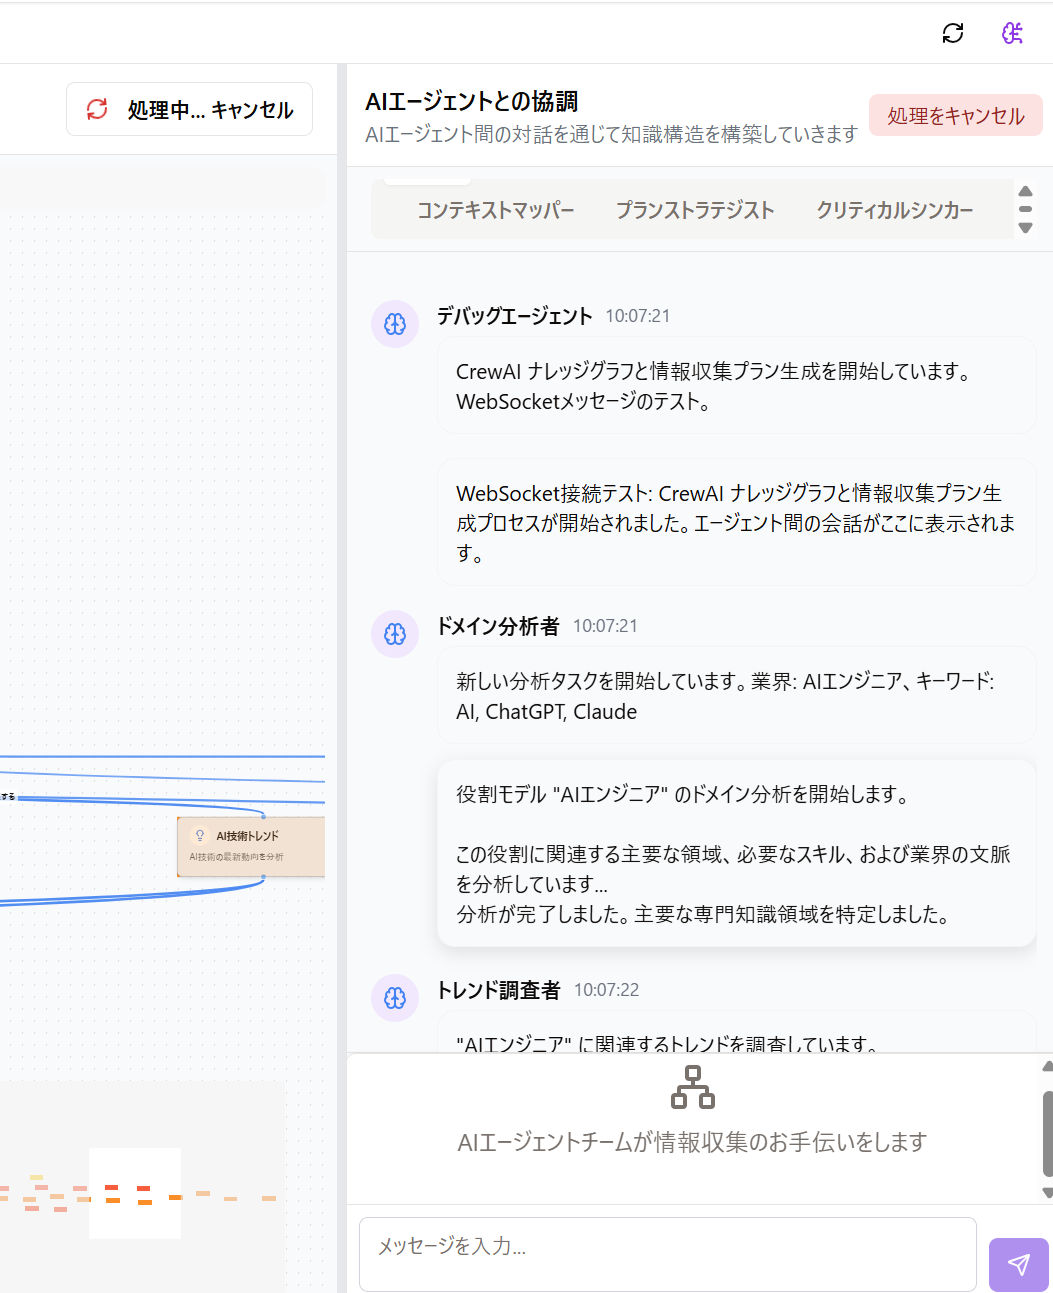 処理中... キャンセル
AIエージェントとの協調
AIエージェント間の対話を通じて知識構造を構築していきます
処理をキャンセル
コンテキストマッパー
プランストラテジスト
クリティカルシンカー
デバッグエージェント 10:07:21
CrewAI ナレッジグラフと情報収集プラン生成を開始しています。
WebSocketメッセージのテスト。
WebSocket接続テスト: CrewAI ナレッジグラフと情報収集プラン生
成プロセスが開始されました。エージェント間の会話がここに表示されま
す。
ドメイン分析者 10:07:21
新しい分析タスクを開始しています。業界: AIエンジニア、キーワード:
AI, ChatGPT, Claude
役割モデル "AIエンジニア" のドメイン分析を開始します。
この役割に関連する主要な領域、必要なスキル、および業界の文脈
を分析しています...
分析が完了しました。主要な専門知識領域を特定しました。
トレンド調査者 10:07:22
"AIエンジニア" に関連するトレンドを調査しています。
AIエージェントチームが情報収集のお手伝いをします
メッセージを入力...
する
AI技術トレンド
AI技術の最新動向を分析